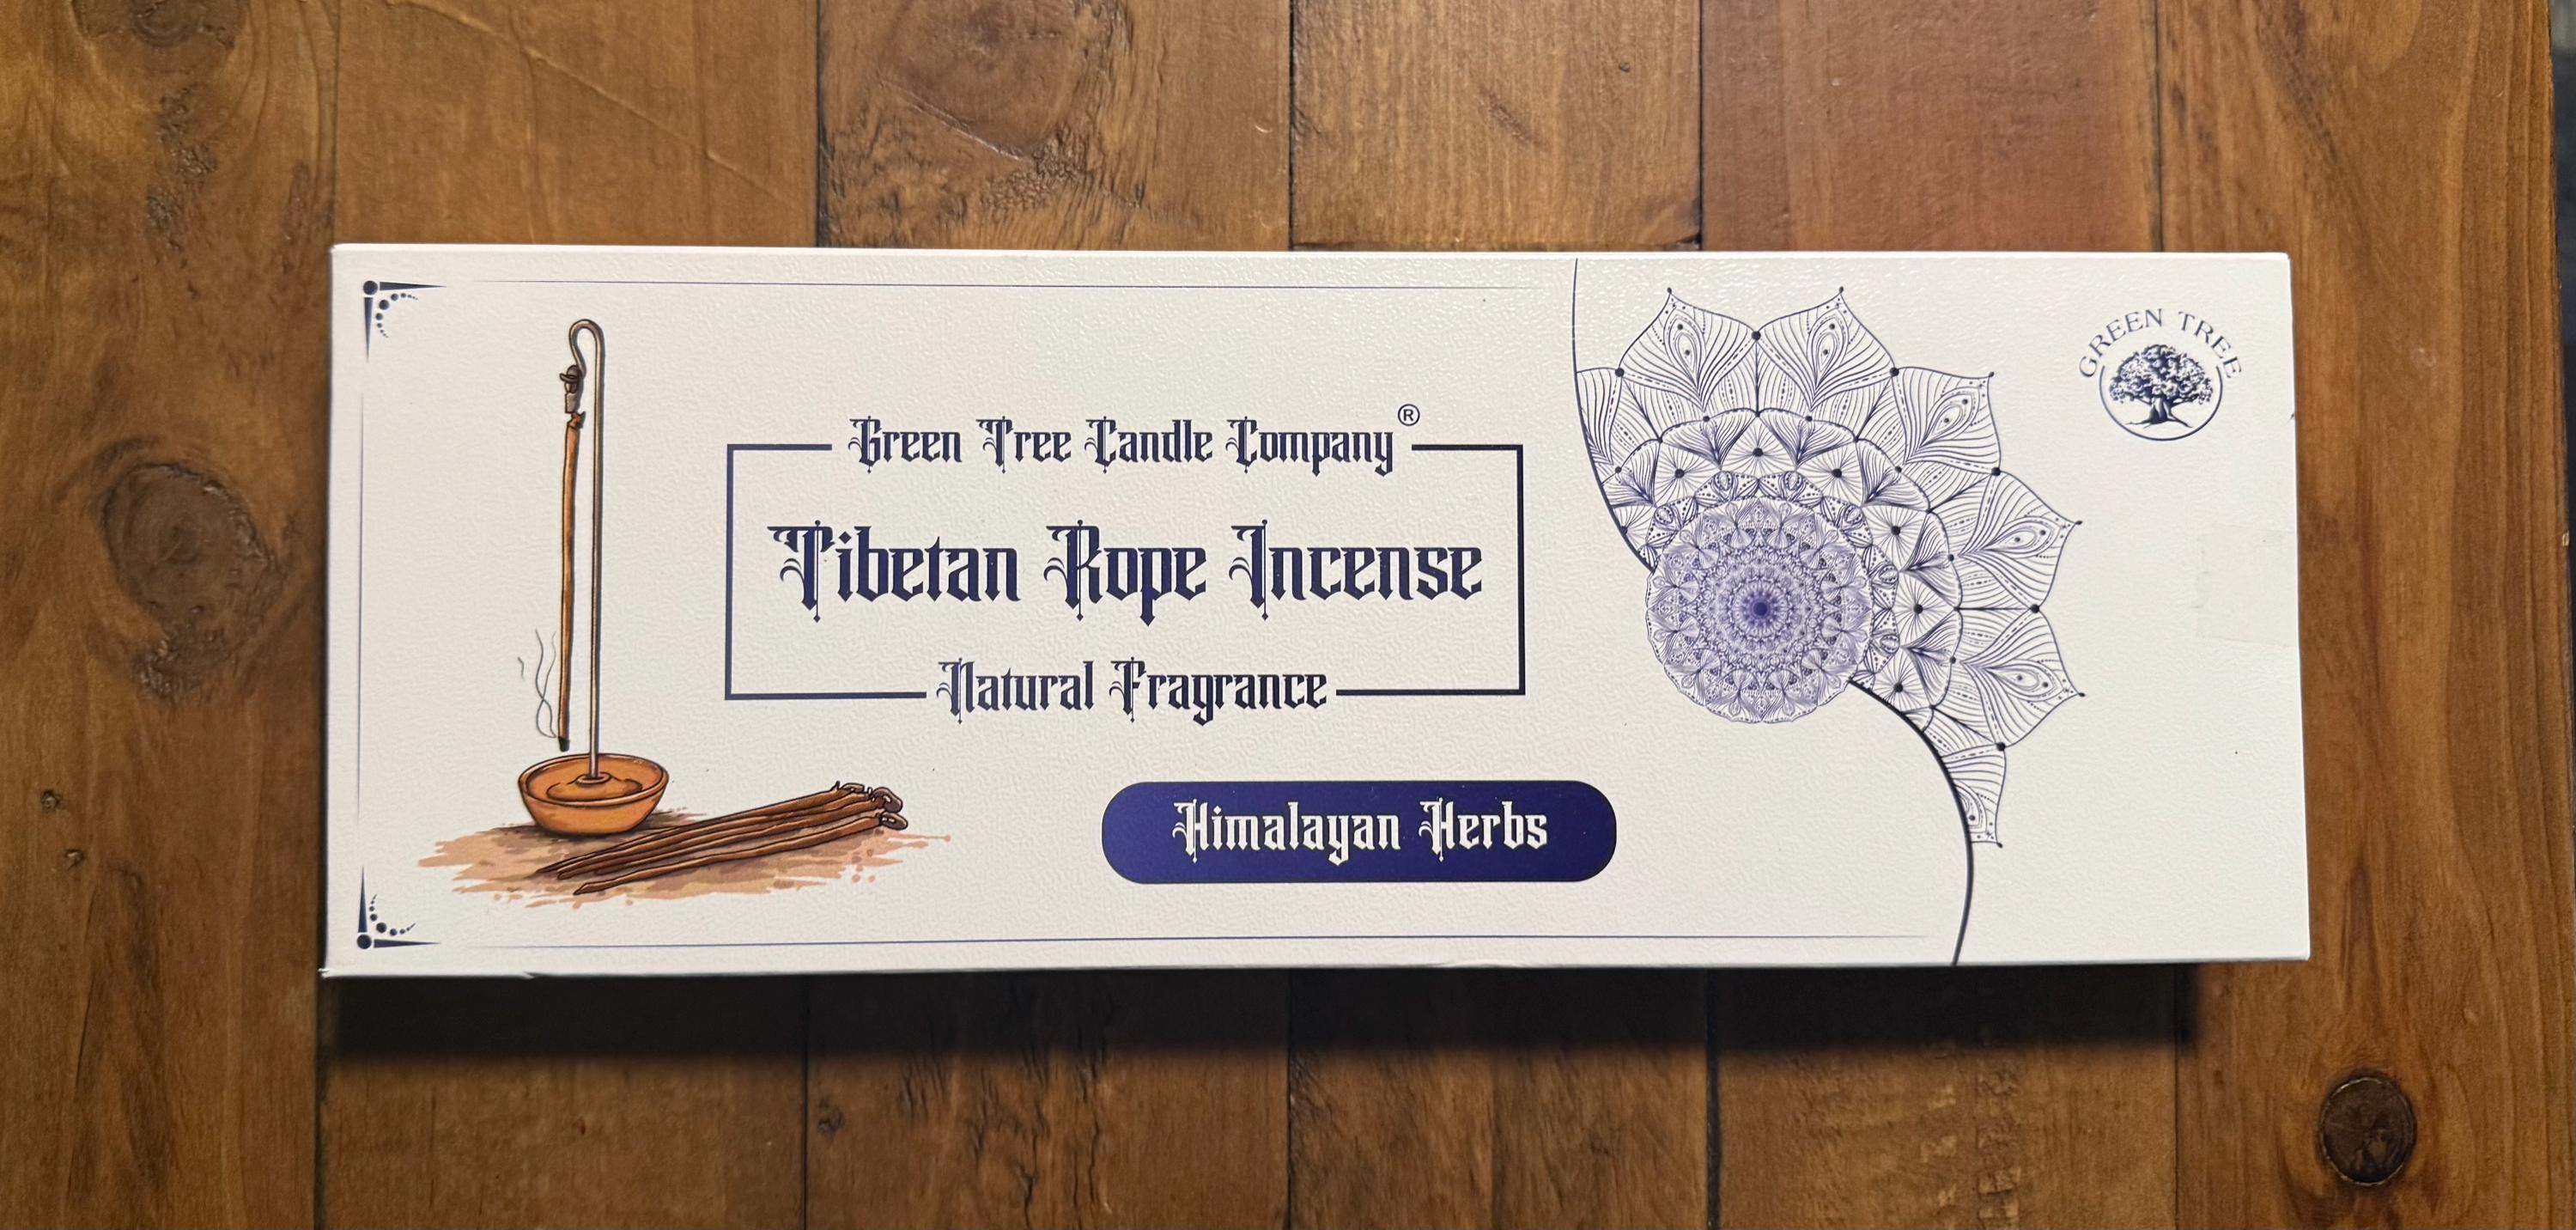 Green Tree Candle Company®
Tibetan Rope Incense
Natural Fragrance
Himalayan Herbs
GREEN TREE